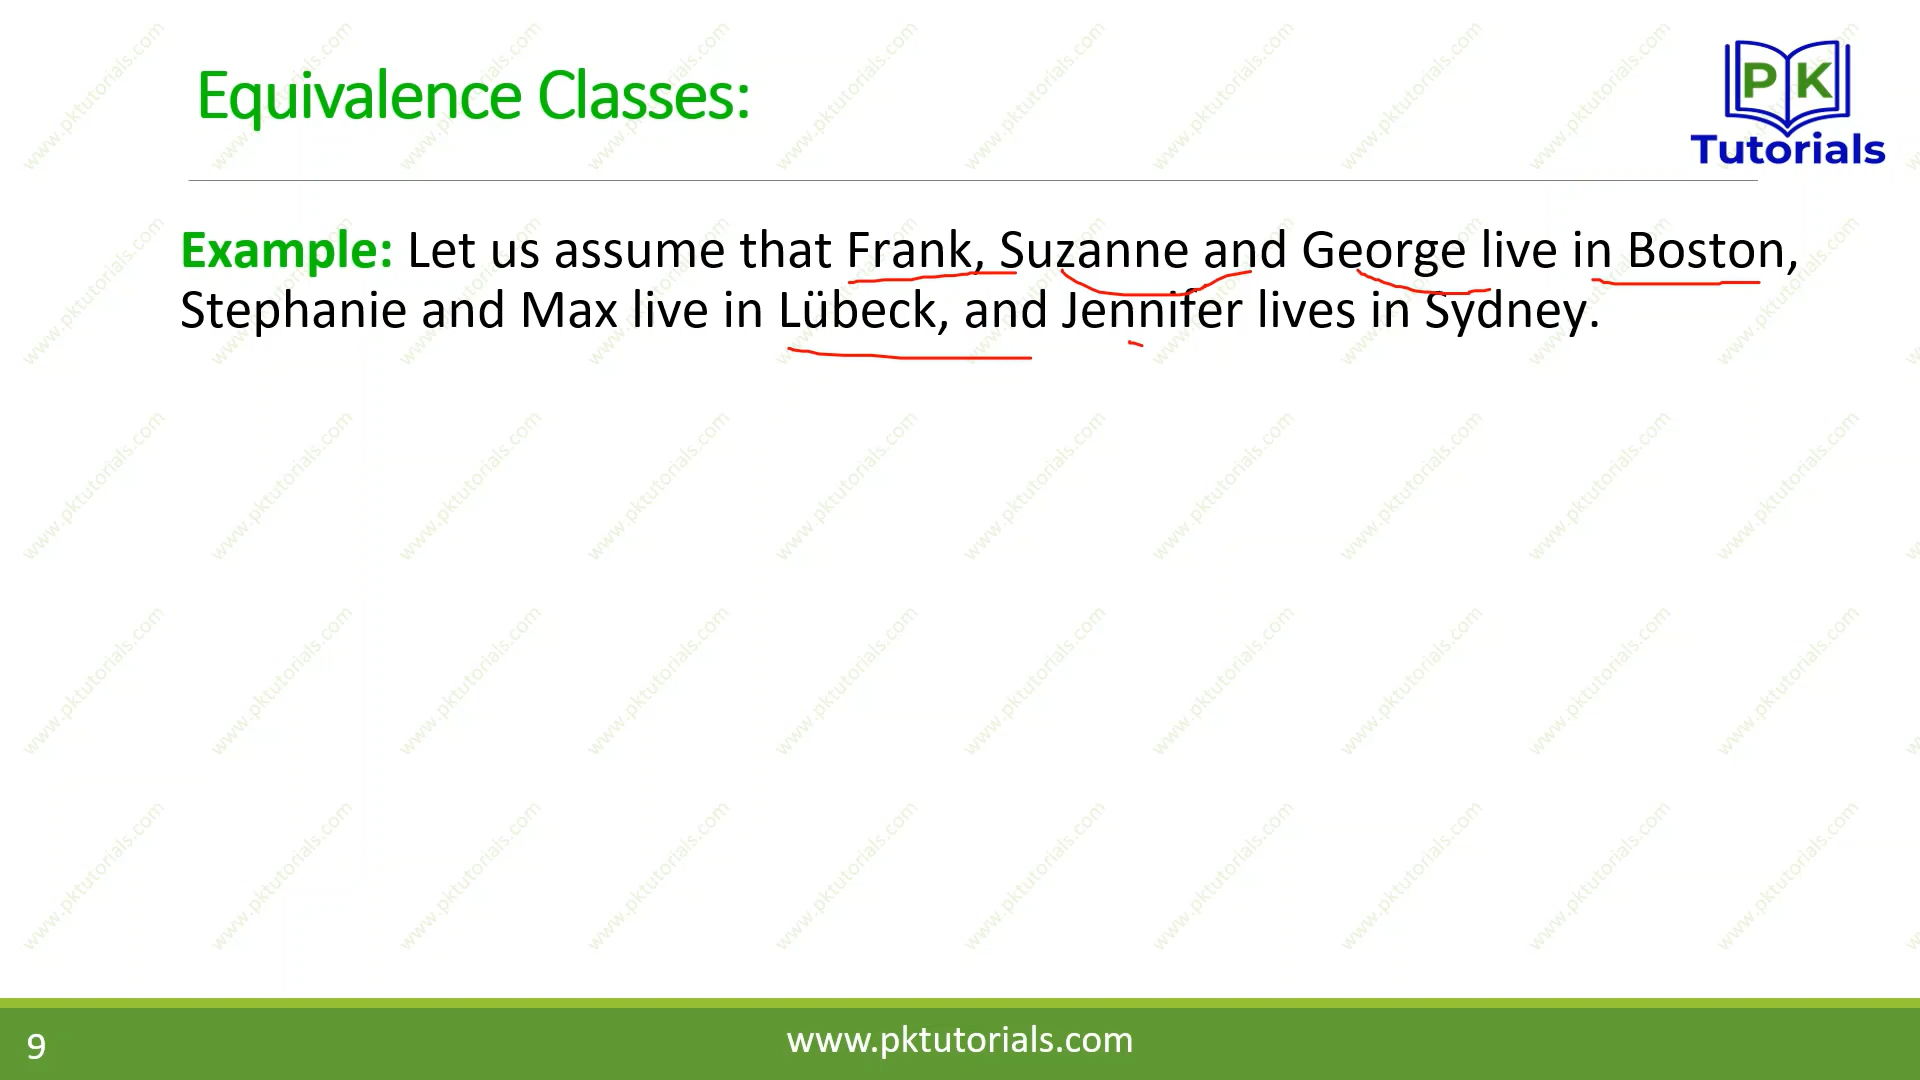 Equivalence Classes:
PK
Tutorials
Example: Let us assume that Frank, Suzanne and George live in Boston,
Stephanie and Max live in Lübeck, and Jennifer lives in Sydney.
9
www.pktutorials.com